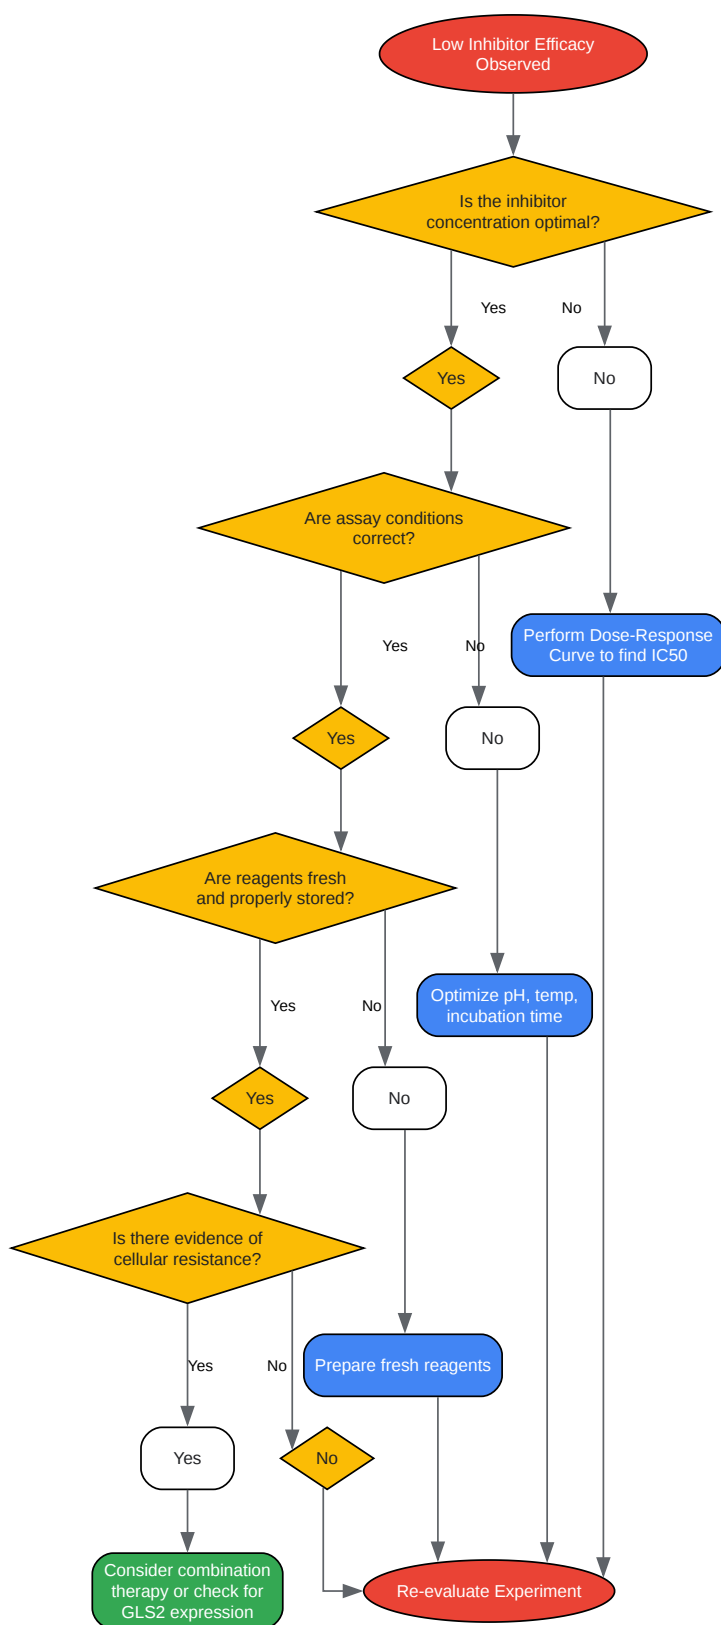 Low Inhibitor Efficacy
Observed
Is the inhibitor
concentration optimal?
Yes
No
Yes
No
Are assay conditions
correct?
Yes
No
Perform Dose-Response
Curve to find IC50
Yes
No
Are reagents fresh
and properly stored?
Yes
No
Optimize pH, temp,
incubation time
Yes
No
Is there evidence of
cellular resistance?
Yes
No
Prepare fresh reagents
Yes
No
Consider combination
therapy or check for
GLS2 expression
Re-evaluate Experiment